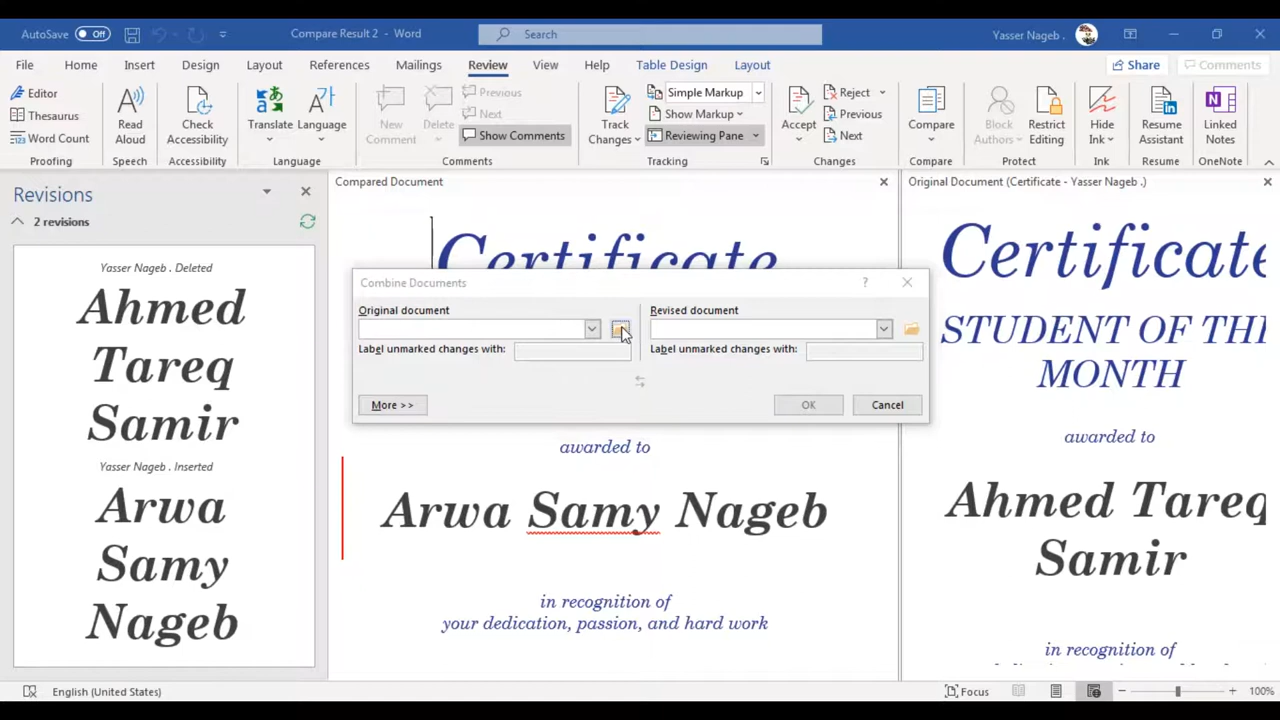 AutoSave Off Compare Result 2 - Word Search Yasser Nageb .
File Home Insert Design Layout References Mailings Review View Help Table Design Layout Share Comments
Editor
Thesaurus
Word Count
Proofing
Read
Aloud
Speech
Check
Accessibility
Accessibility
Translate
Language
Language
New
Comment
Delete
Previous
Next
Show Comments
Comments
Track
Changes
Simple Markup
Show Markup
Reviewing Pane
Tracking
Accept
Reject
Previous
Next
Changes
Compare
Compare
Block
Authors
Restrict
Editing
Protect
Hide
Ink
Ink
Resume
Assistant
Resume
Linked
Notes
OneNote
Revisions
2 revisions
Yasser Nageb . Deleted
Ahmed
Tareq
Samir
Yasser Nageb . Inserted
Arwa
Samy
Nageb
Compared Document
Certificate
Combine Documents
?
Original document
Label unmarked changes with:
Revised document
Label unmarked changes with:
More >>
OK
Cancel
awarded to
Arwa Samy Nageb
in recognition of
your dedication, passion, and hard work
Original Document (Certificate - Yasser Nageb .)
Certificate
STUDENT OF THE
MONTH
awarded to
Ahmed Tareq
Samir
in recognition of
English (United States)
Focus
100%